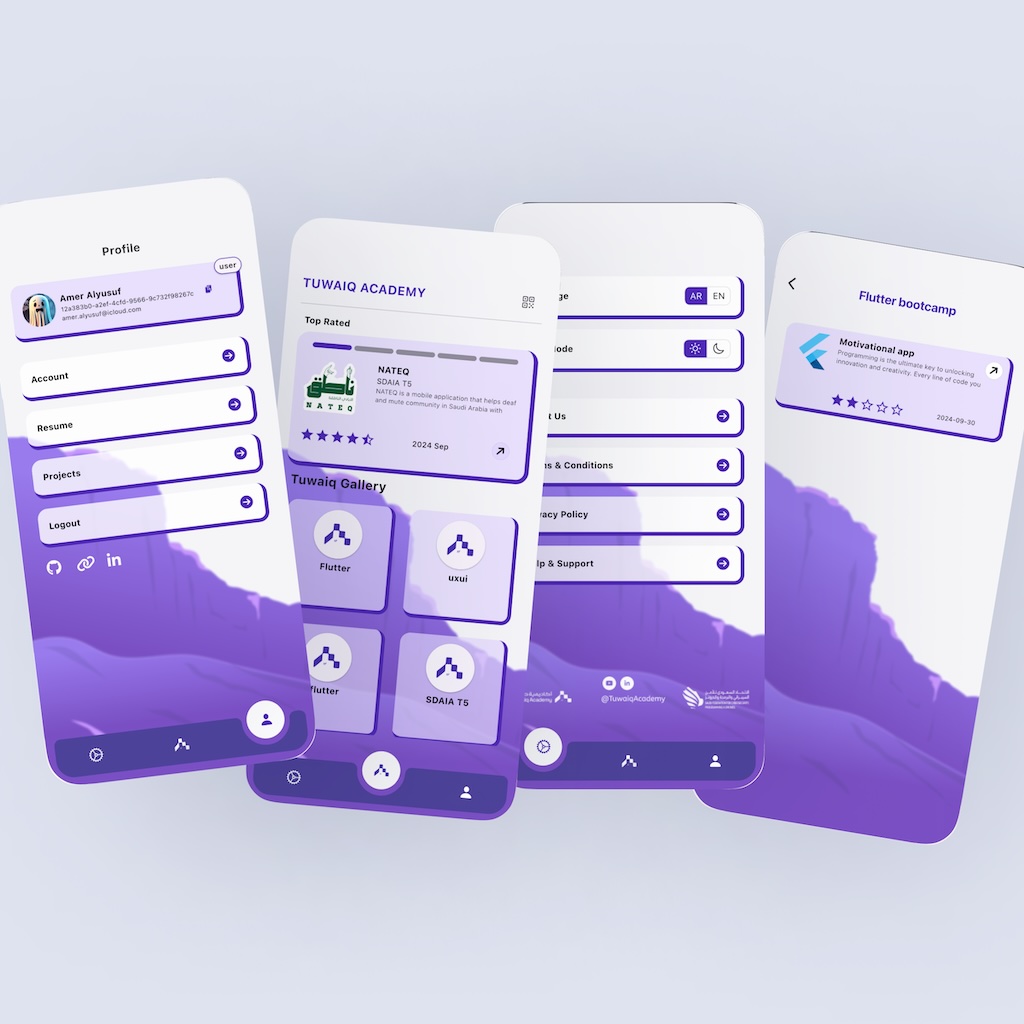 Profile
user
Amer Alyusuf
12a383b0-a2ef-4cfd-9566-9c732f98267c
amer.alyusuf@icloud.com
Account
Resume
Projects
Logout
in
TUWAIQ ACADEMY
Top Rated
ناطق
NATEQ
NATEQ
SDAIA T5
NATEQ is a mobile application that helps deaf
and mute community in Saudi Arabia with
2024 Sep
Tuwaiq Gallery
Flutter
uxui
flutter
SDAIA T5
ge
AR EN
ode
t Us
s & Conditions
vacy Policy
lp & Support
in
@TuwaiqAcademy
Flutter bootcamp
Motivational app
Programming is the ultimate key to unlocking
innovation and creativity. Every line of code you
2024-09-30